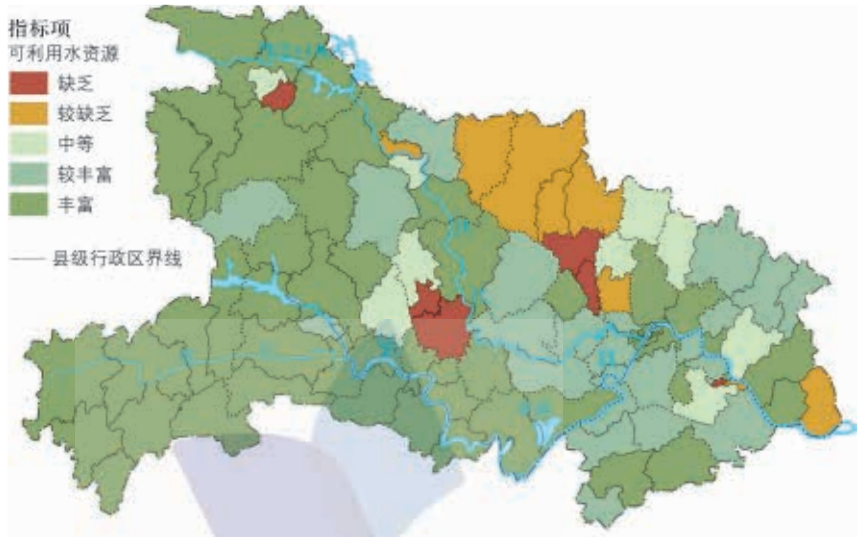 指标项
可利用水资源
缺乏
较缺乏
中等
较丰富
丰富
县级行政区界线